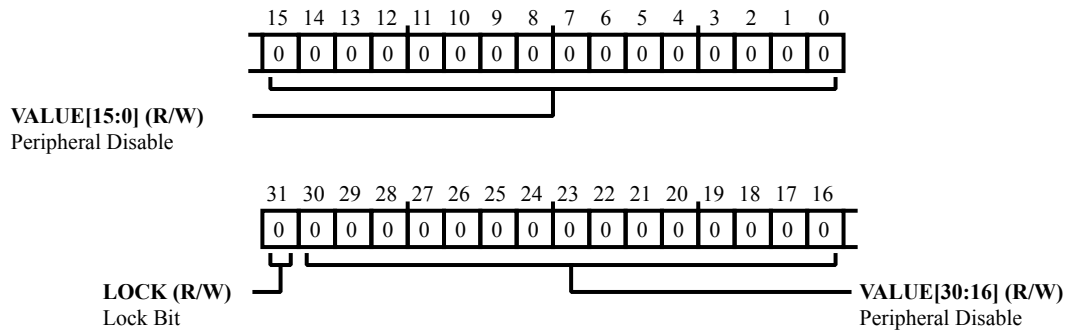 15 14 13 12 11 10 9 8 7 6 5 4 3 2 1 0
0 0 0 0 0 0 0 0 0 0 0 0 0 0 0 0
VALUE[15:0] (R/W)
Peripheral Disable
31 30 29 28 27 26 25 24 23 22 21 20 19 18 17 16
0 0 0 0 0 0 0 0 0 0 0 0 0 0 0 0
LOCK (R/W)
Lock Bit
VALUE[30:16] (R/W)
Peripheral Disable